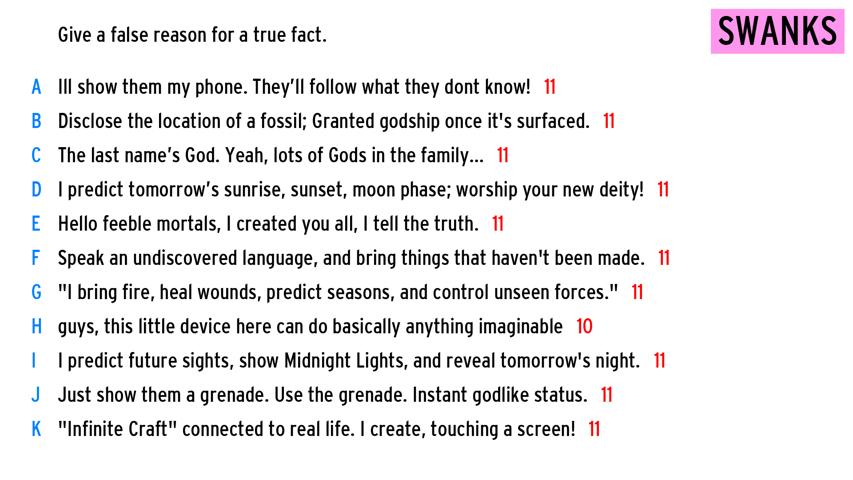 Give a false reason for a true fact.
SWANKS
A Ill show them my phone. They’ll follow what they dont know! 11
B Disclose the location of a fossil; Granted godship once it's surfaced. 11
C The last name’s God. Yeah, lots of Gods in the family... 11
D I predict tomorrow’s sunrise, sunset, moon phase; worship your new deity! 11
E Hello feeble mortals, I created you all, I tell the truth. 11
F Speak an undiscovered language, and bring things that haven't been made. 11
G "I bring fire, heal wounds, predict seasons, and control unseen forces." 11
H guys, this little device here can do basically anything imaginable 10
I I predict future sights, show Midnight Lights, and reveal tomorrow's night. 11
J Just show them a grenade. Use the grenade. Instant godlike status. 11
K "Infinite Craft" connected to real life. I create, touching a screen! 11